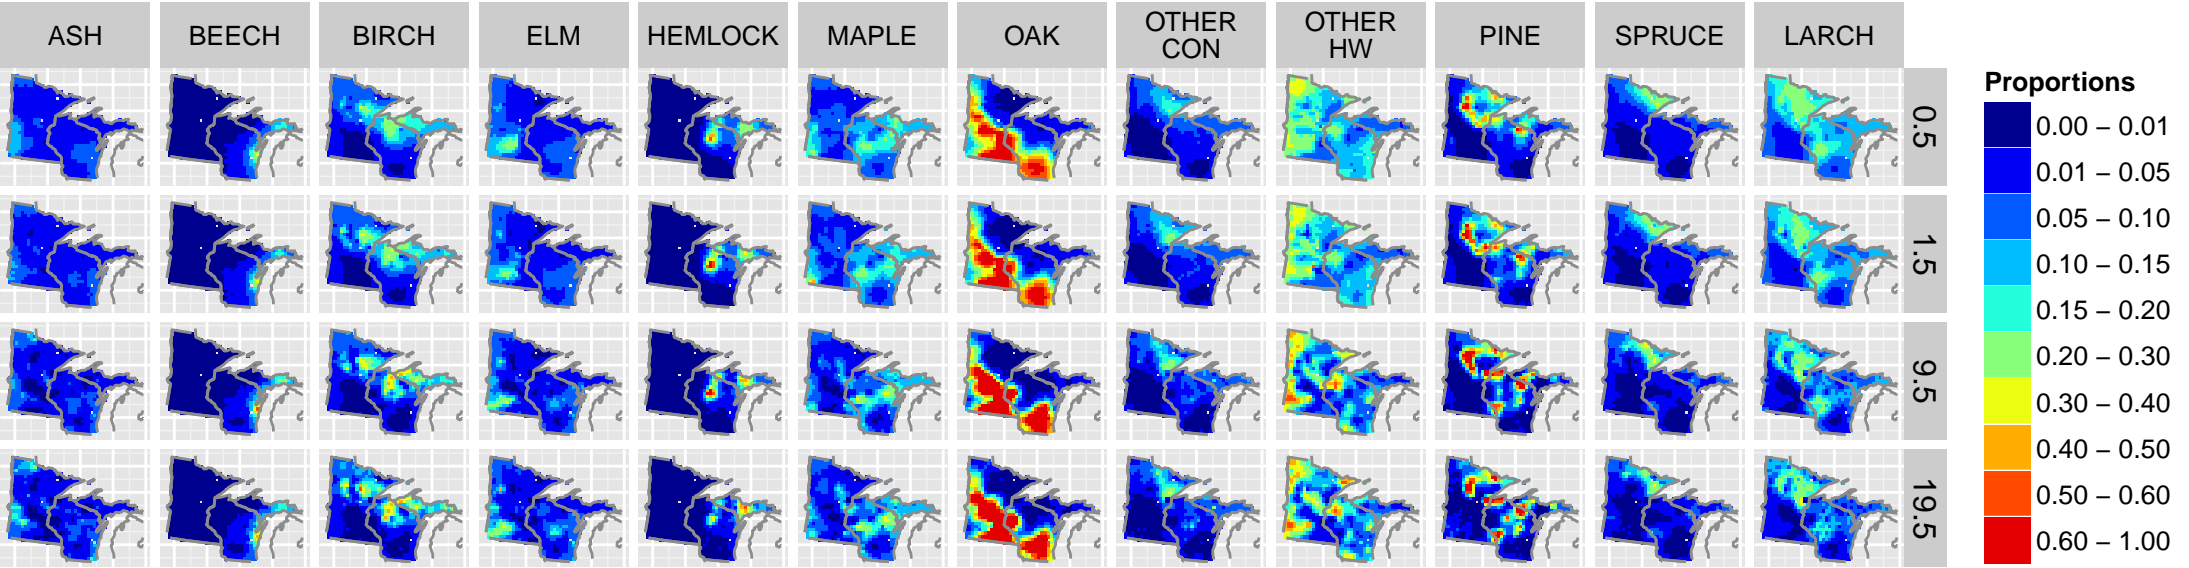 ASH
BEECH
BIRCH
ELM
HEMLOCK
MAPLE
OAK
OTHER
CON
OTHER
HW
PINE
SPRUCE
LARCH
0.5
1.5
9.5
19.5
Proportions
0.00 – 0.01
0.01 – 0.05
0.05 – 0.10
0.10 – 0.15
0.15 – 0.20
0.20 – 0.30
0.30 – 0.40
0.40 – 0.50
0.50 – 0.60
0.60 – 1.00